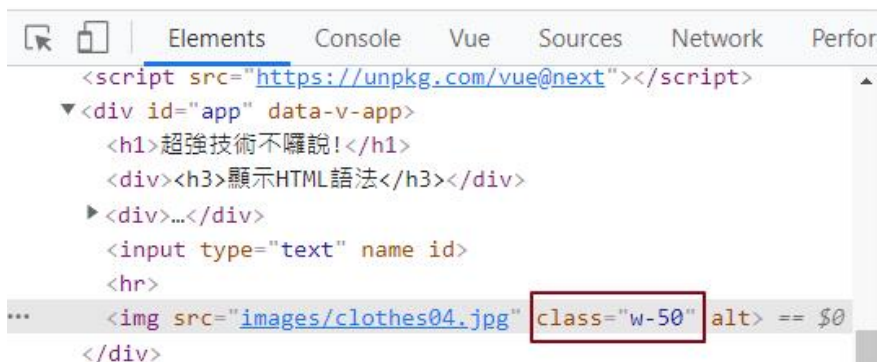 Elements Console Vue Sources Network Perfor
<script src="https://unpkg.com/vue@next"></script>
▼<div id="app" data-v-app>
<h1>超強技術不囉說!</h1>
<div><h3>顯示HTML語法</h3></div>
▶<div>…</div>
<input type="text" name id>
<hr>
... <img src="images/clothes04.jpg" class="w-50" alt> == $0
</div>